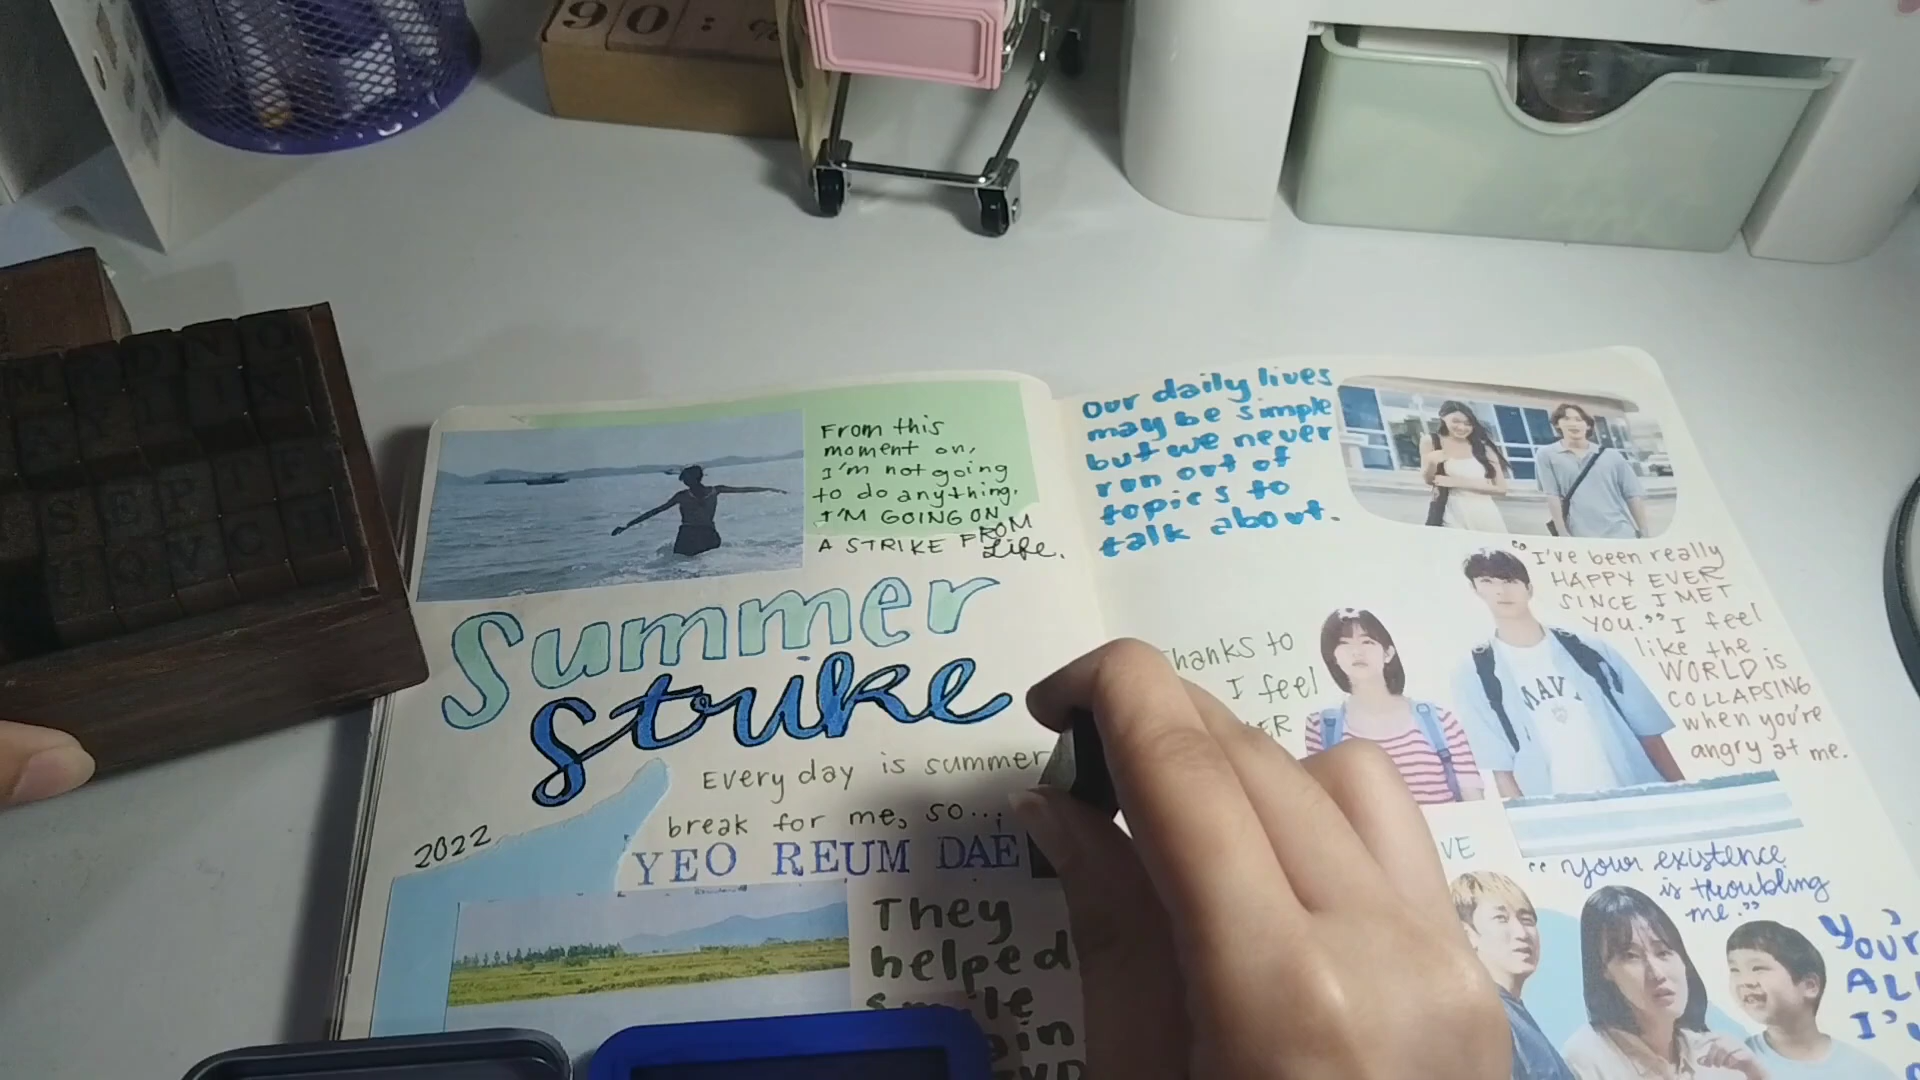 90:
SEPTF
From this
moment on,
I'm not going
to do anything.
I'M GOING ON
A STRIKE FROM
Life.
Summer
Strike
Every day is summer
break for me, so...
2022
YEO REUM DAE
They
helped
Our daily lives
may be simple
but we never
run out of
topics to
talk about.
"I've been really
HAPPY EVER
SINCE I MET
YOU." I feel
like the
WORLD is
COLLAPSING
when you're
angry at me.
Thanks to
I feel
"Your existence
is troubling
me."
ALL